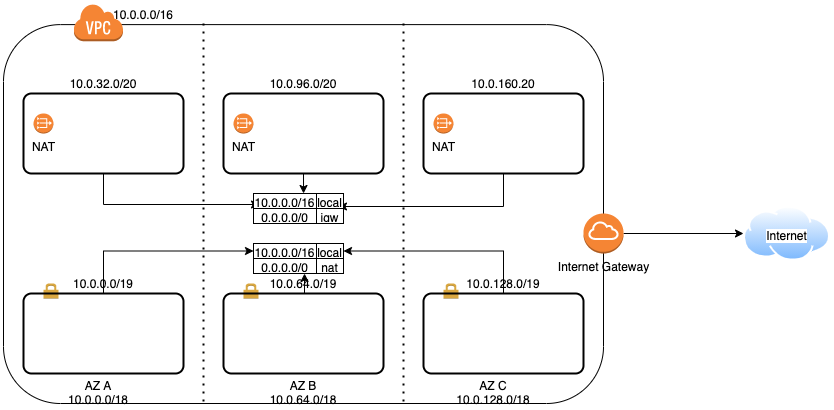 VPC
10.0.0.0/16
10.0.32.0/20
10.0.96.0/20
10.0.160.20
NAT
NAT
NAT
10.0.0.0/16 local
0.0.0.0/0 igw
Internet
10.0.0.0/16 local
0.0.0.0/0 nat
Internet Gateway
10.0.0.0/19
10.0.64.0/19
10.0.128.0/19
AZ A
10.0.0.0/18
AZ B
10.0.64.0/18
AZ C
10.0.128.0/18